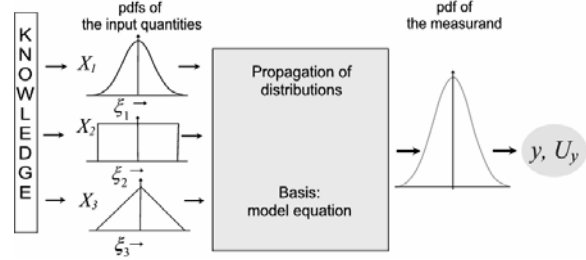 pdfs of
the input quantities
pdf of
the measurand
KNOWLEDGE
X1
ξ1
X2
ξ2
X3
ξ3
Propagation of
distributions
Basis:
model equation
y, Uy